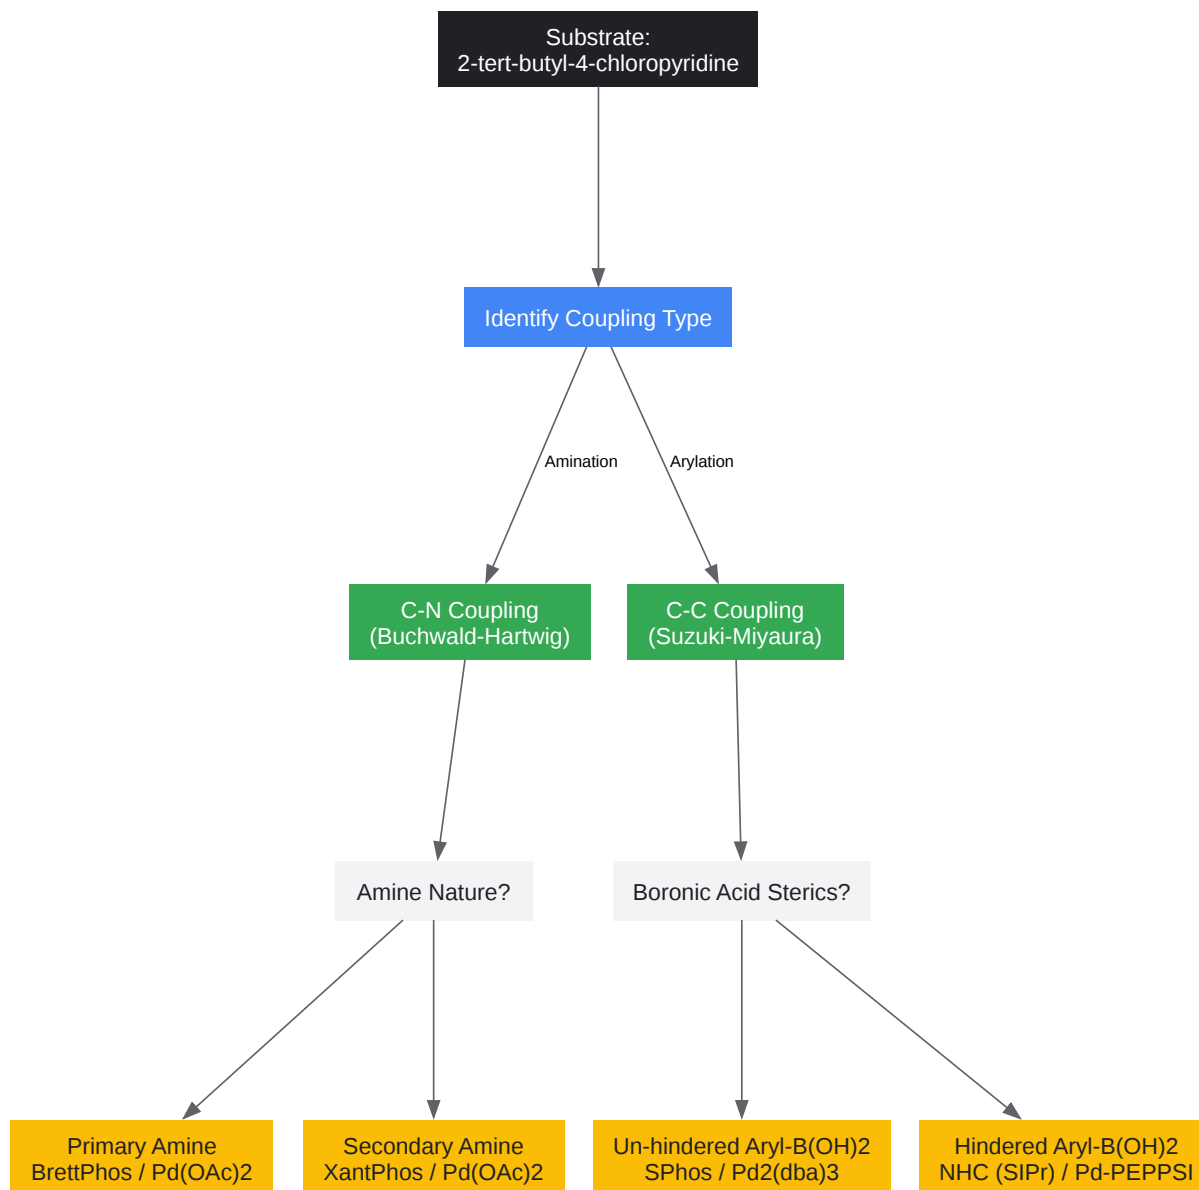 Substrate:
2-tert-butyl-4-chloropyridine
Identify Coupling Type
Amination
Arylation
C-N Coupling
(Buchwald-Hartwig)
C-C Coupling
(Suzuki-Miyaura)
Amine Nature?
Boronic Acid Sterics?
Primary Amine
BrettPhos / Pd(OAc)2
Secondary Amine
XantPhos / Pd(OAc)2
Un-hindered Aryl-B(OH)2
SPhos / Pd2(dba)3
Hindered Aryl-B(OH)2
NHC (SIPr) / Pd-PEPPSI